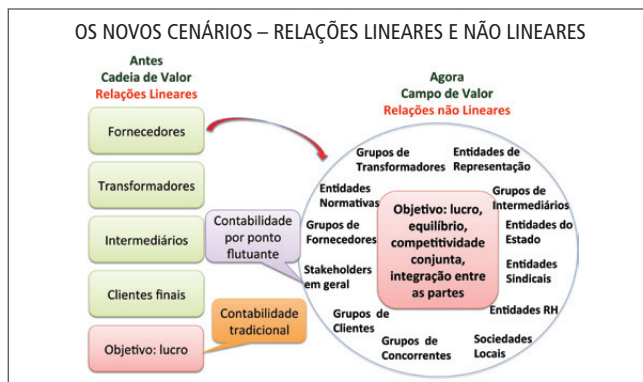 OS NOVOS CENÁRIOS – RELAÇÕES LINEARES E NÃO LINEARES
Antes
Cadeia de Valor
Relações Lineares
Fornecedores
Transformadores
Intermediários
Clientes finais
Objetivo: lucro
Contabilidade
por ponto
flutuante
Contabilidade
tradicional
Agora
Campo de Valor
Relações não Lineares
Grupos de
Transformadores
Entidades de
Representação
Entidades
Normativas
Grupos de
Intermediários
Grupos de
Fornecedores
Entidades do
Estado
Stakeholders
em geral
Entidades
Sindicais
Grupos de
Clientes
Entidades RH
Grupos de
Concorrentes
Sociedades
Locais
Objetivo: lucro,
equilíbrio,
competitividade
conjunta,
integração entre
as partes